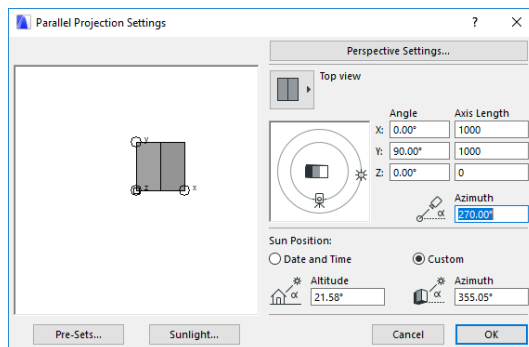 Parallel Projection Settings
Perspective Settings...
Top view
Angle Axis Length
X: 0.00° 1000
Y: 90.00° 1000
Z: 0.00° 0
Azimuth
α 270.00°
y
z x
Sun Position:
Date and Time Custom
Altitude Azimuth
α 21.58° α 355.05°
Pre-Sets... Sunlight... Cancel OK